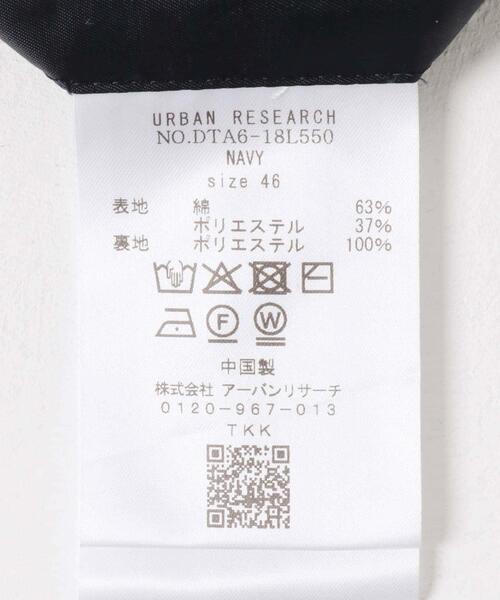 URBAN RESEARCH
NO.DTA6-18L550
NAVY
size 46
表地 綿 63%
ポリエステル 37%
裏地 ポリエステル 100%
F W
中国製
株式会社 アーバンリサーチ
0120-967-013
TKK